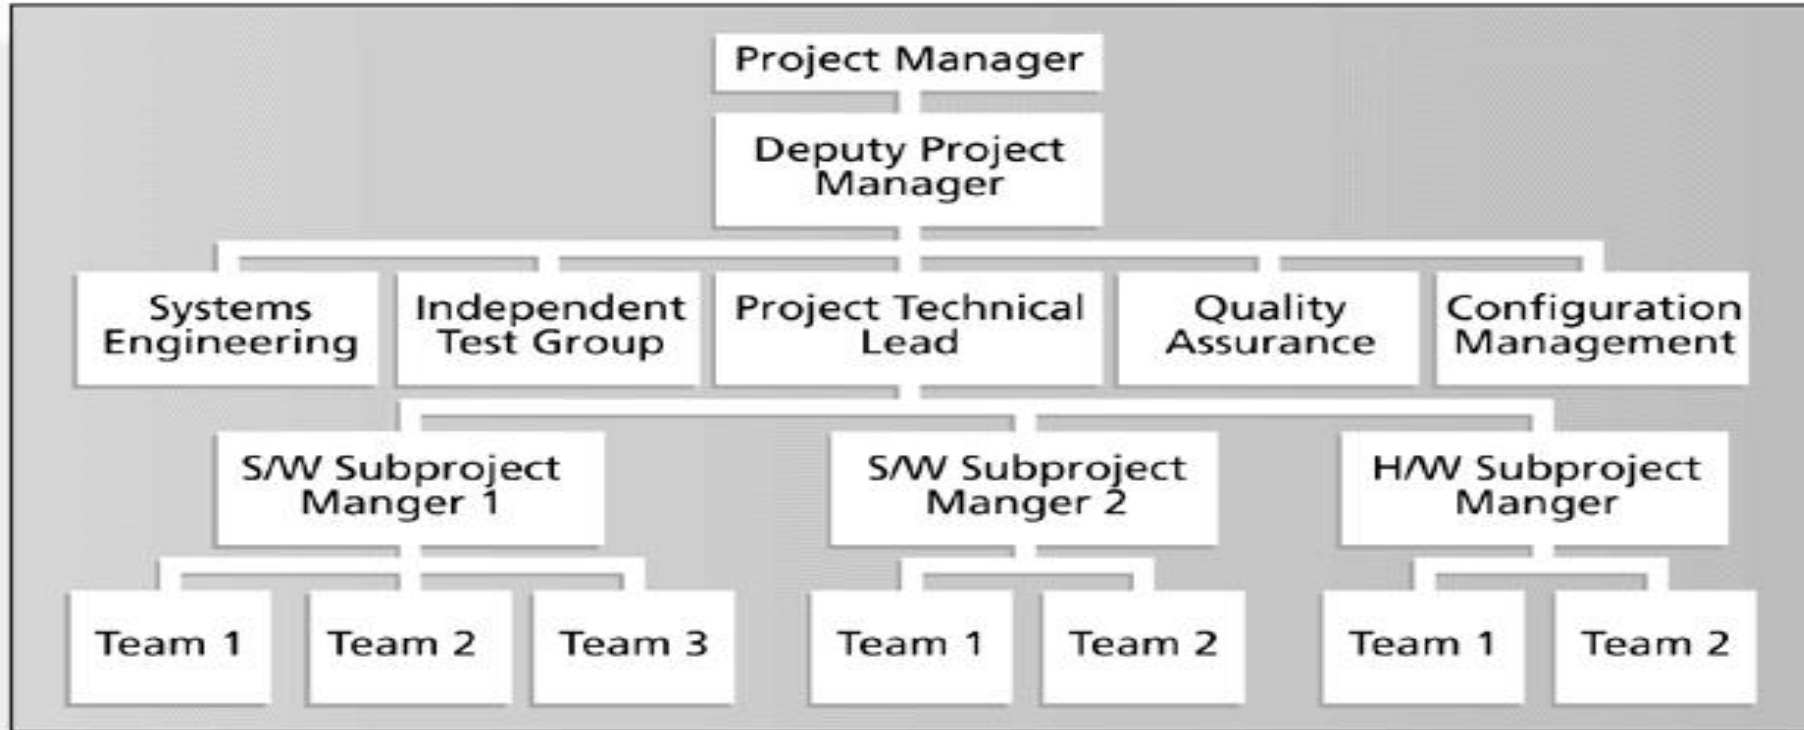 Project Manager
Deputy Project
Manager
Systems
Engineering
Independent
Test Group
Project Technical
Lead
Quality
Assurance
Configuration
Management
S/W Subproject
Manger 1
S/W Subproject
Manger 2
H/W Subproject
Manger
Team 1
Team 2
Team 3
Team 1
Team 2
Team 1
Team 2